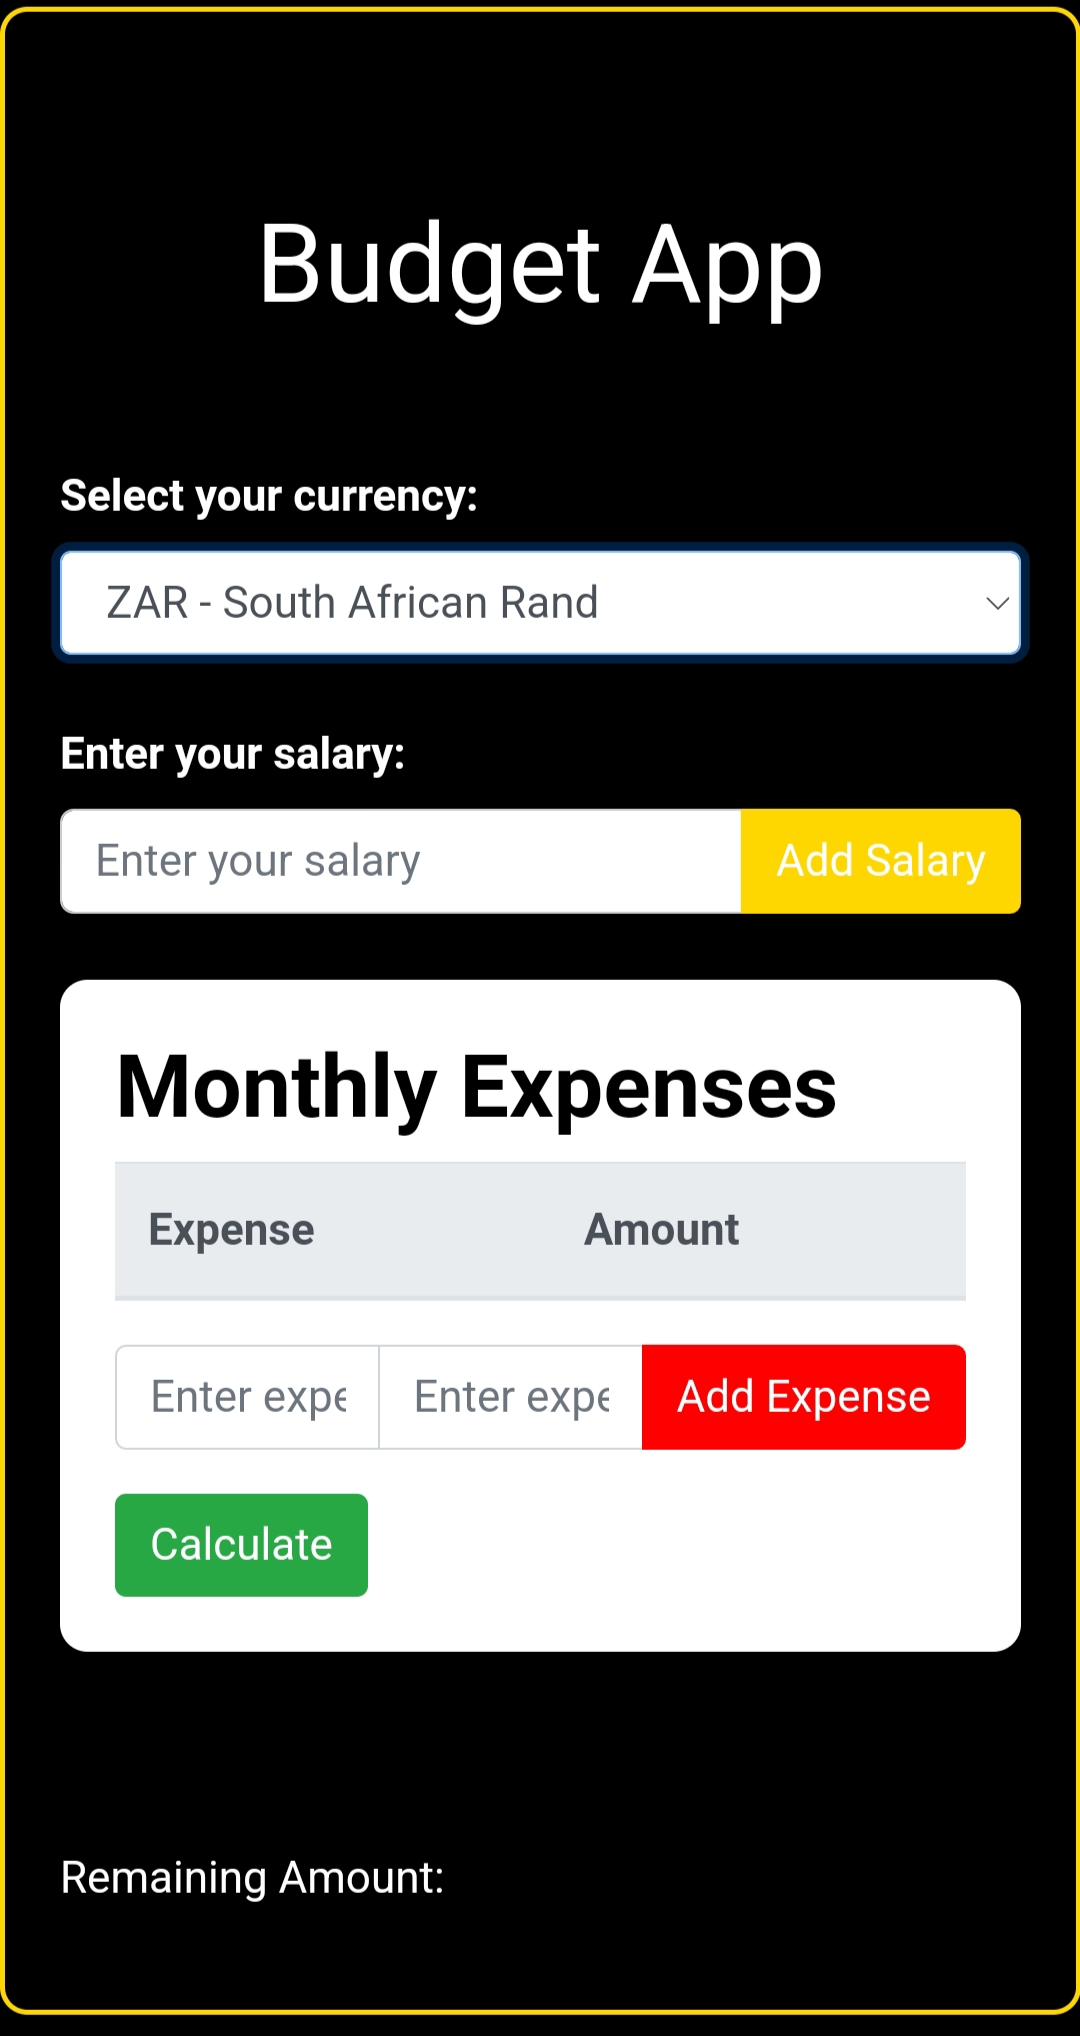 Budget App
Select your currency:
ZAR - South African Rand
Enter your salary:
Enter your salary Add Salary
Monthly Expenses
Expense Amount
Enter expe Enter expe Add Expense
Calculate
Remaining Amount: